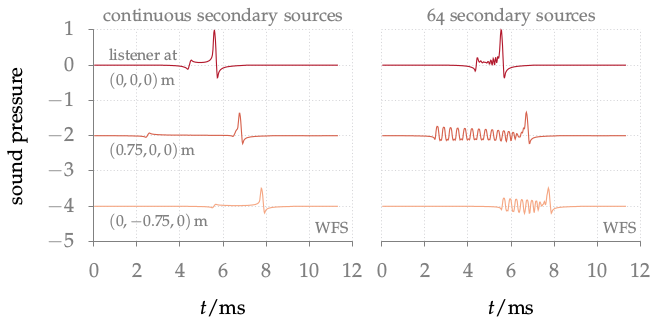 continuous secondary sources
64 secondary sources
sound pressure
1
0
−1
−2
−3
−4
−5
listener at
(0, 0, 0) m
(0.75, 0, 0) m
(0, −0.75, 0) m
WFS
WFS
0 2 4 6 8 10 12
0 2 4 6 8 10 12
t/ms
t/ms